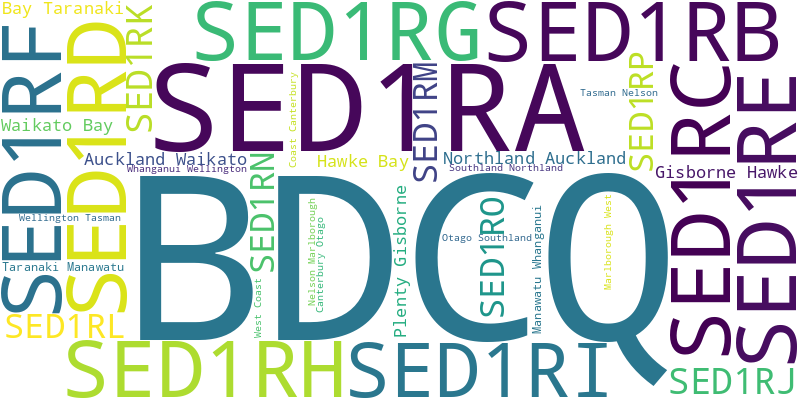 Bay Taranaki
SED1RF
SED1RD
SED1RK
SED1RG
SED1RB
SED1RA
Coast Canterbury
SED1RM
Tasman Nelson
SED1RP
SED1RC
SED1RE
Waikato Bay
Auckland Waikato
Whanganui Wellington
Hawke Bay
Northland Auckland
Southland Northland
Gisborne Hawke
BDCQ
SED1RN
Nelson Marlborough
Canterbury Otago
Plenty Gisborne
SED1RO
Otago Southland
Manawatu Whanganui
Marlborough West
Wellington Tasman
Taranaki Manawatu
West Coast
SED1RL
SED1RH
SED1RI
SED1RJ